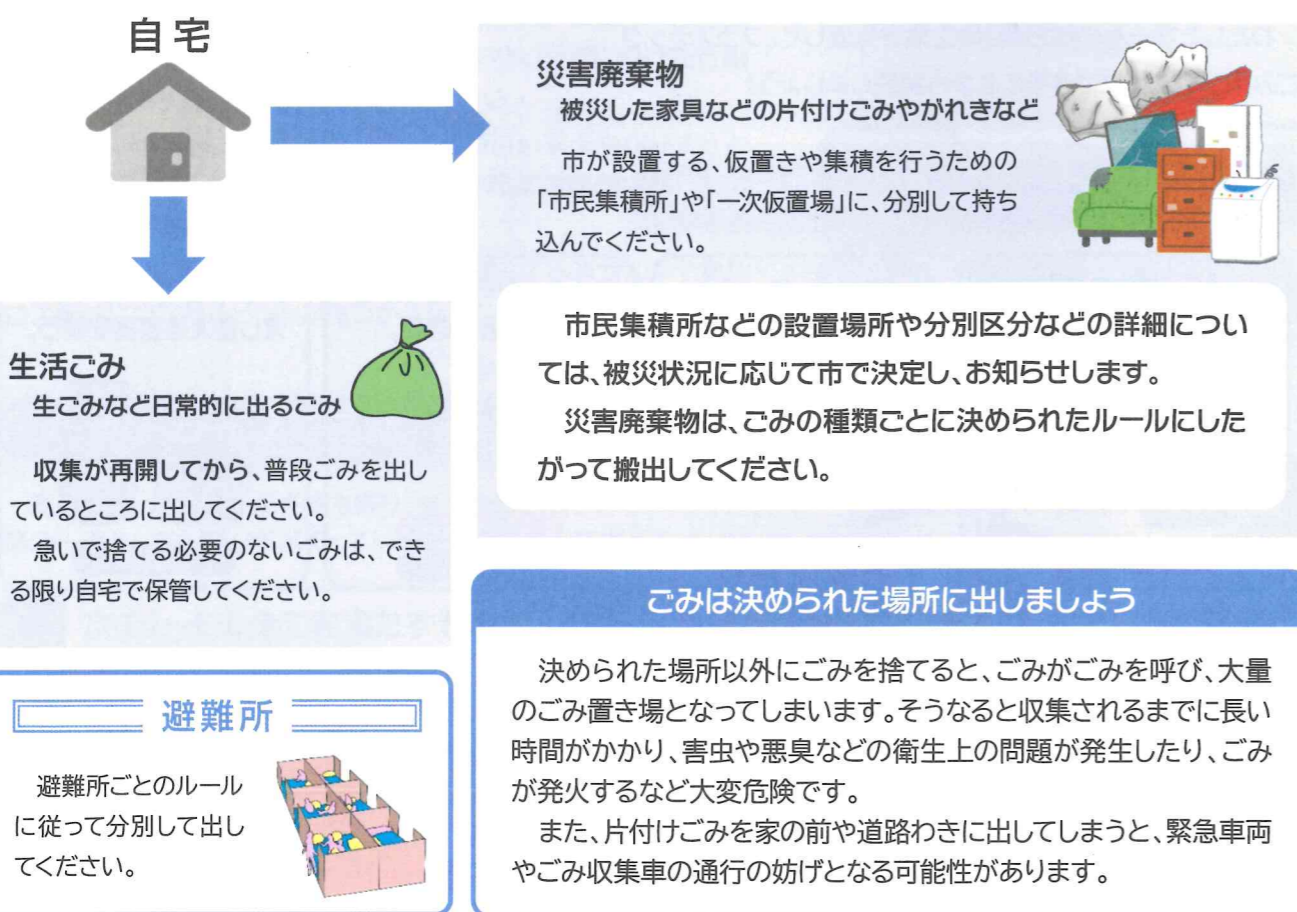 自宅
災害廃棄物
被災した家具などの片付けごみやがれきなど
市が設置する、仮置きや集積を行うための
「市民集積所」や「一次仮置場」に、分別して持ち
込んでください。
市民集積所などの設置場所や分別区分などの詳細につい
ては、被災状況に応じて市で決定し、お知らせします。
災害廃棄物は、ごみの種類ごとに決められたルールにした
がって搬出してください。
生活ごみ
生ごみなど日常的に出るごみ
収集が再開してから、普段ごみを出し
ているところに出してください。
急いで捨てる必要のないごみは、でき
る限り自宅で保管してください。
避難所
避難所ごとのルール
に従って分別して出し
てください。
ごみは決められた場所に出しましょう
決められた場所以外にごみを捨てると、ごみがごみを呼び、大量
のごみ置き場となってしまいます。そうなると収集されるまでに長い
時間がかかり、害虫や悪臭などの衛生上の問題が発生したり、ごみ
が発火するなど大変危険です。
また、片付けごみを家の前や道路わきに出してしまうと、緊急車両
やごみ収集車の通行の妨げとなる可能性があります。